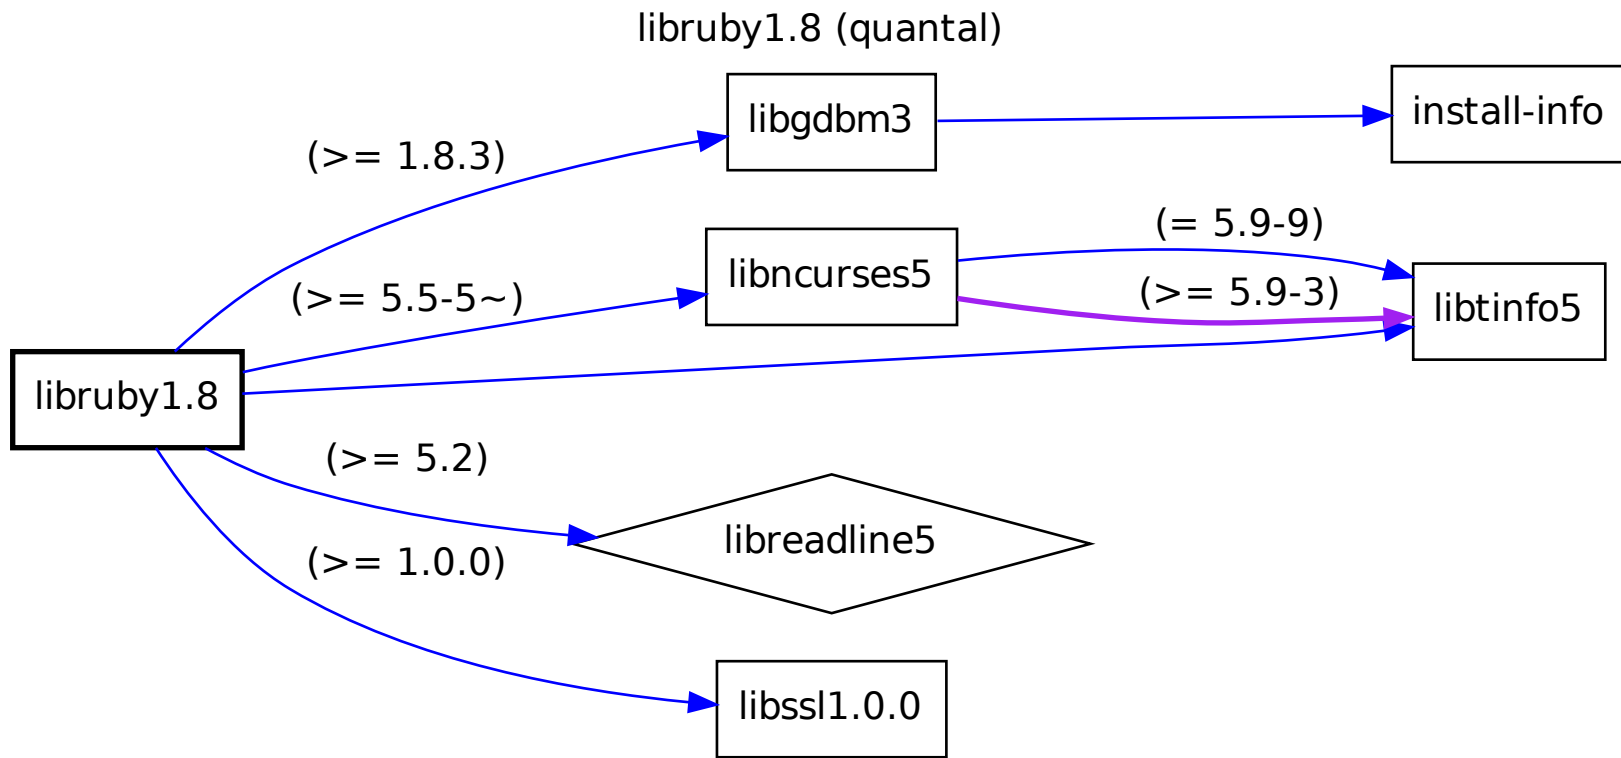 libruby1.8 (quantal)
libgdbm3
install-info
(>= 1.8.3)
(= 5.9-9)
libncurses5
(>= 5.5-5~)
(>= 5.9-3)
libtinfo5
libruby1.8
(>= 5.2)
libreadline5
(>= 1.0.0)
libssl1.0.0